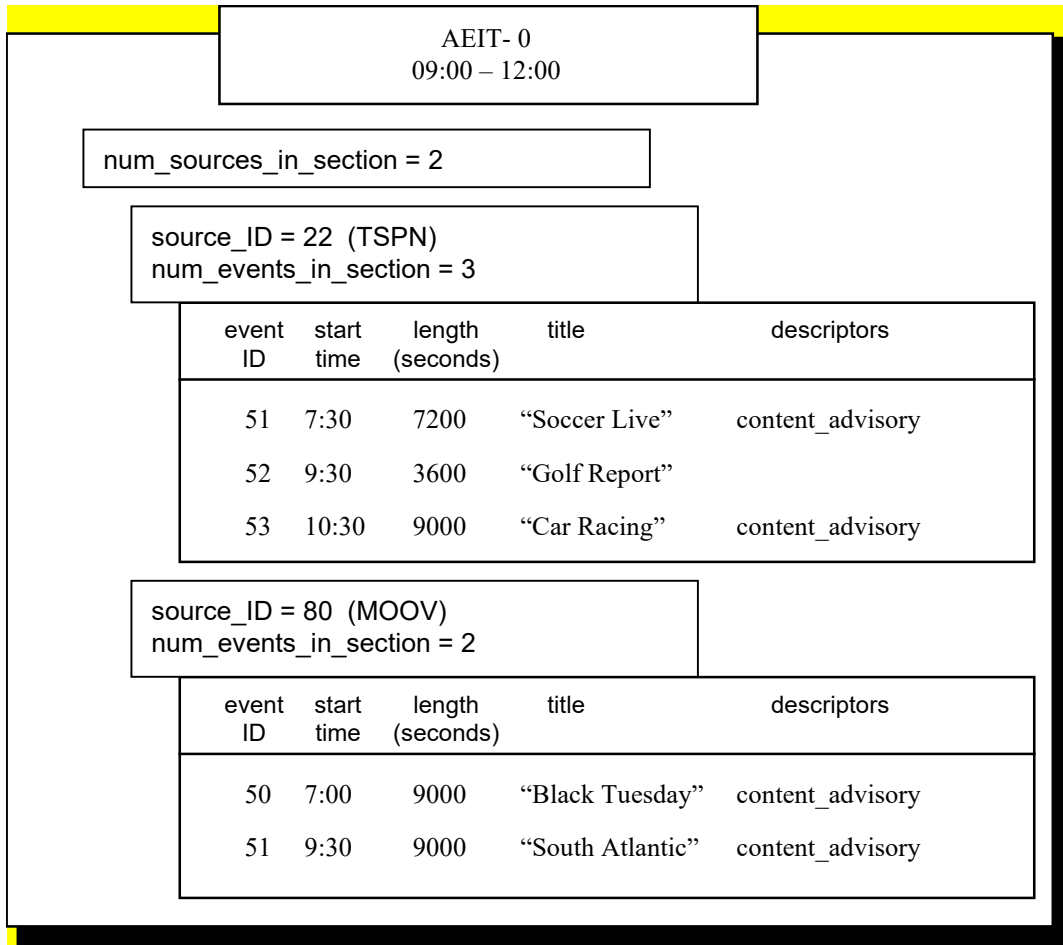 AEIT- 0
09:00 – 12:00
num_sources_in_section = 2
source_ID = 22 (TSPN)
num_events_in_section = 3
event start length title descriptors
ID time (seconds)
51 7:30 7200 “Soccer Live” content_advisory
52 9:30 3600 “Golf Report”
53 10:30 9000 “Car Racing” content_advisory
source_ID = 80 (MOOV)
num_events_in_section = 2
event start length title descriptors
ID time (seconds)
50 7:00 9000 “Black Tuesday” content_advisory
51 9:30 9000 “South Atlantic” content_advisory